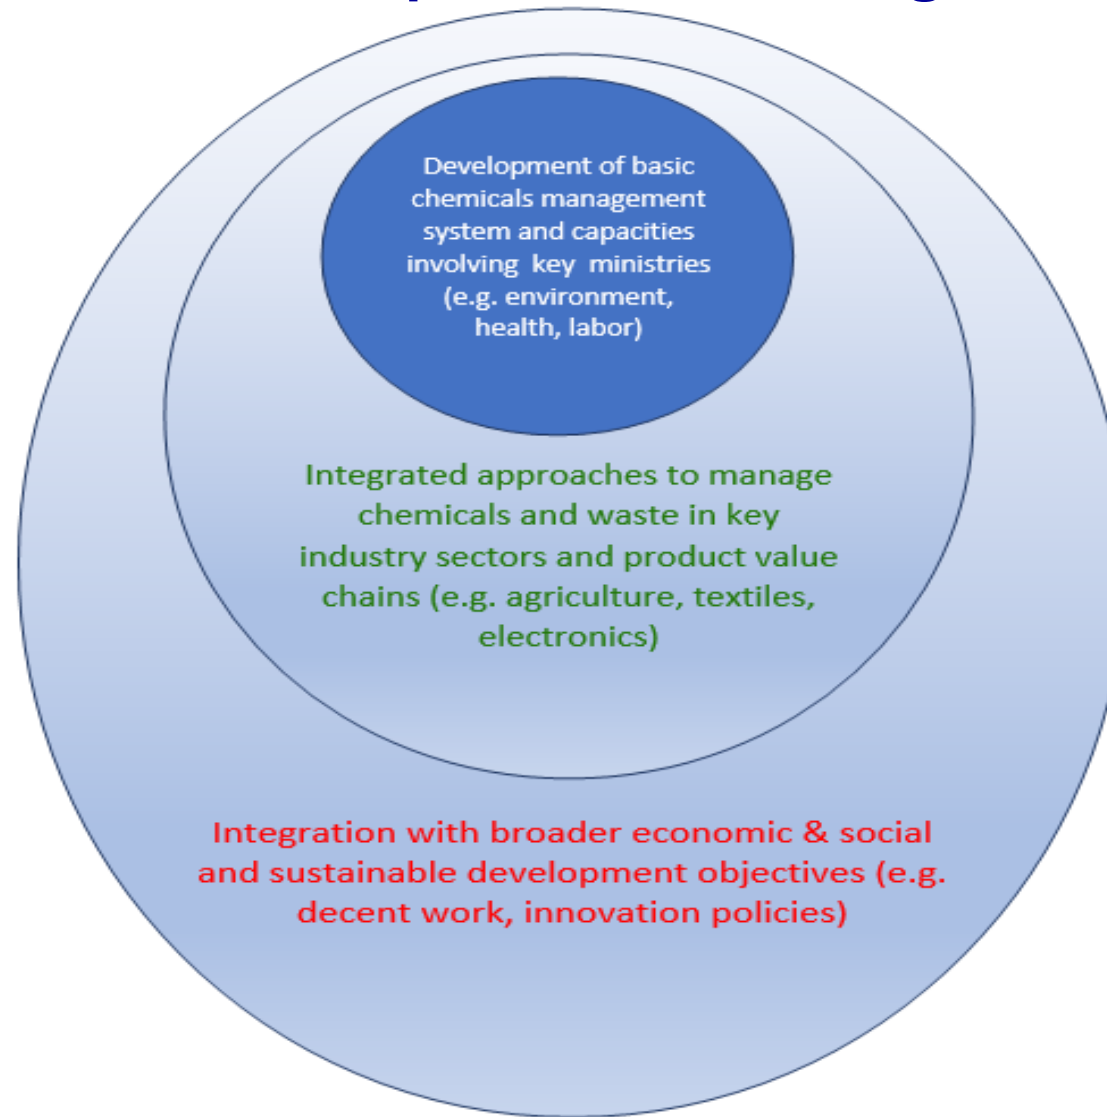 Development of basic
chemicals management
system and capacities
involving key ministries
(e.g. environment,
health, labor)
Integrated approaches to manage
chemicals and waste in key
industry sectors and product value
chains (e.g. agriculture, textiles,
electronics)
Integration with broader economic & social
and sustainable development objectives (e.g.
decent work, innovation policies)